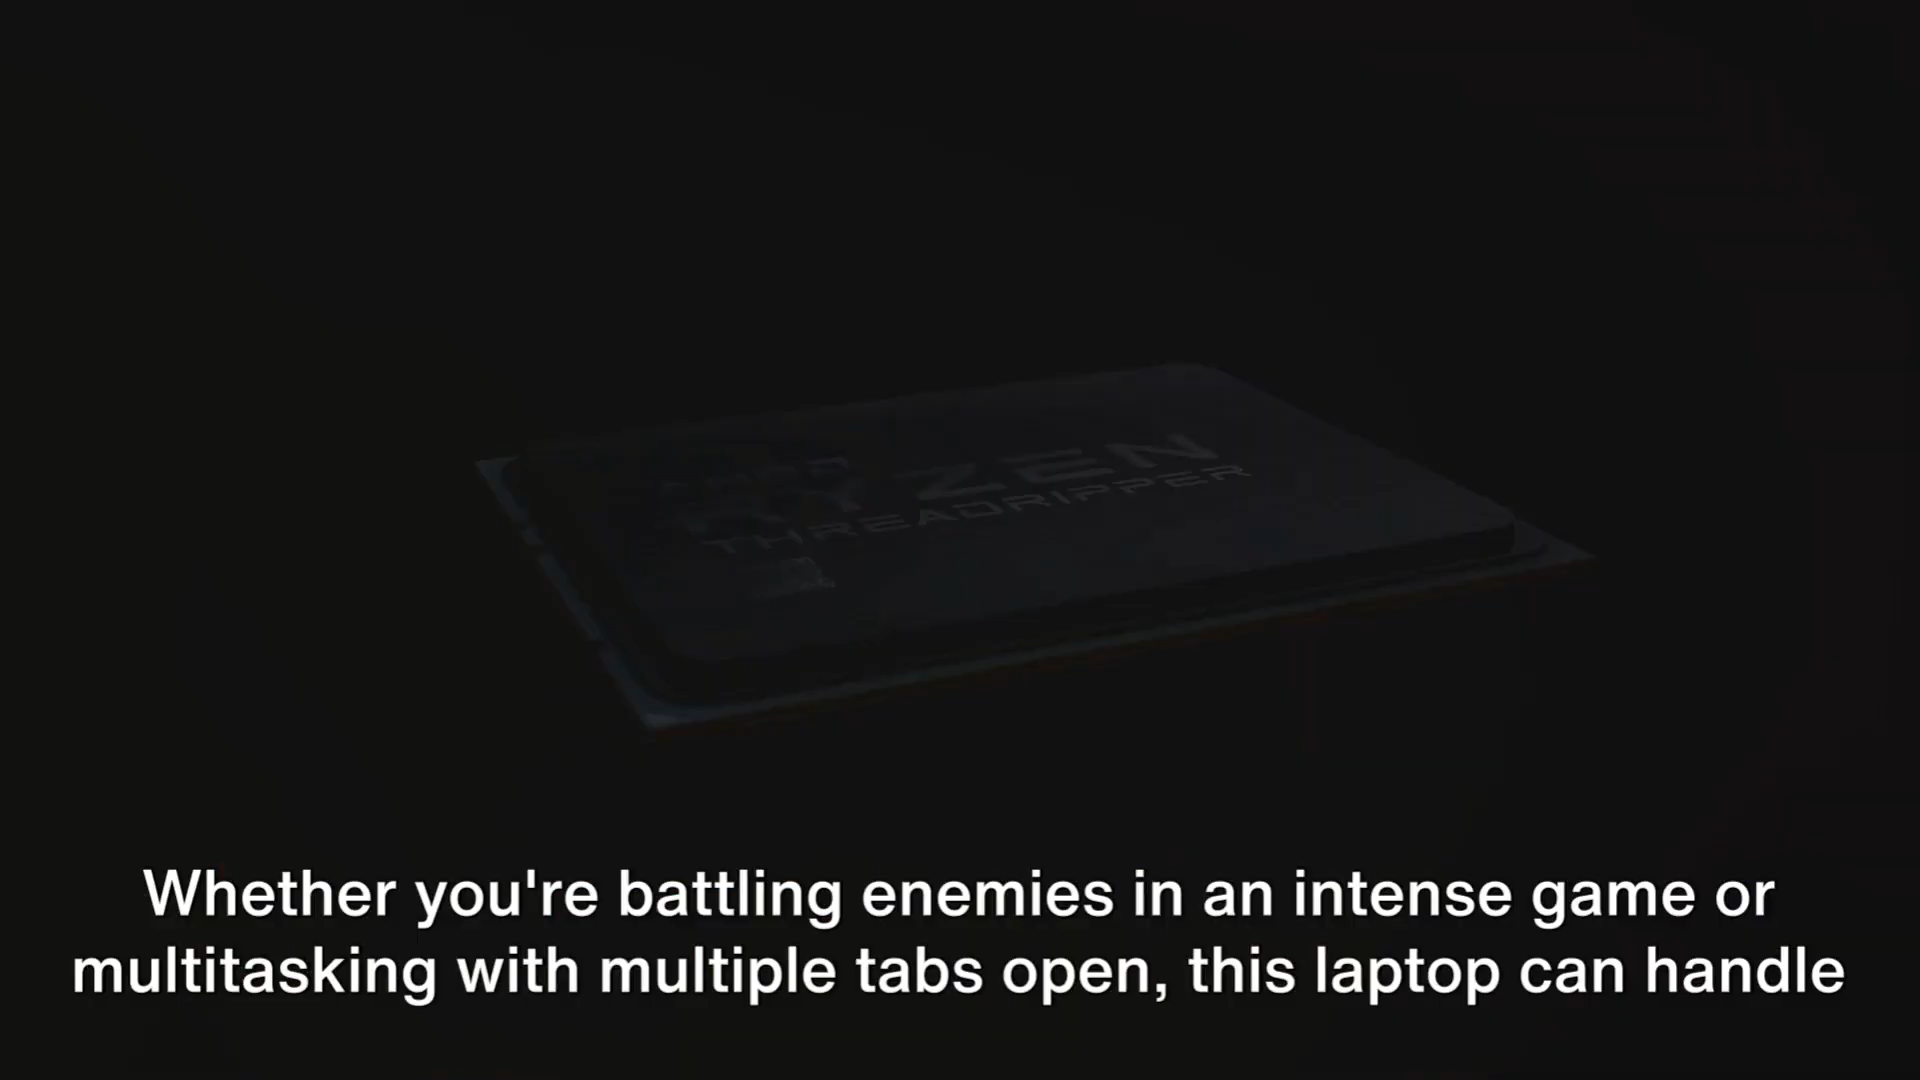 RYZEN
THREADRIPPER
Whether you're battling enemies in an intense game or
multitasking with multiple tabs open, this laptop can handle